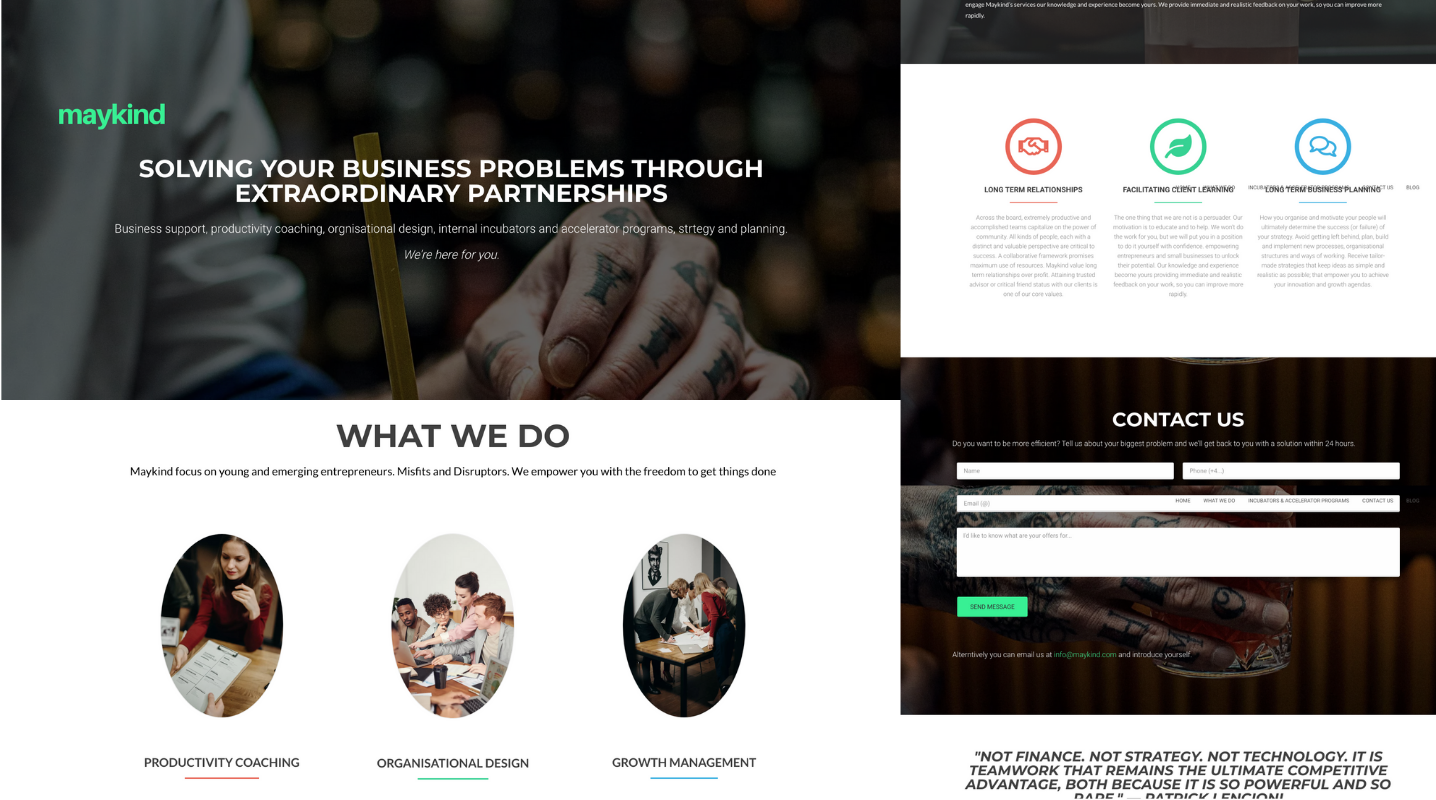 maykind
SOLVING YOUR BUSINESS PROBLEMS THROUGH
EXTRAORDINARY PARTNERSHIPS
Business support, productivity coaching, orgnisational design, internal incubators and accelerator programs, strtegy and planning.
We're here for you.
WHAT WE DO
Maykind focus on young and emerging entrepreneurs. Misfits and Disruptors. We empower you with the freedom to get things done
PRODUCTIVITY COACHING
ORGANISATIONAL DESIGN
GROWTH MANAGEMENT
engage Maykind's services our knowledge and experience become yours. We provide immediate and realistic feedback on your work, so you can improve more
rapidly.
LONG TERM RELATIONSHIPS
Across the board, extremely productive and
accomplished teams capitalise on the power of
community. All kinds of people, each with a
distinct and valuable perspective are critical to
success. A collaborative framework promises
maximum use of resources. Maykind value long
term relationships over profit. Attaining trusted
advisor or critical friend status with our clients is
one of our core values.
FACILITATING CLIENT LEARNING
The one thing that we are not is a persuader. Our
motivation is to educate and to help. We won't do
the work for you, but we will put you in a position
to do it yourself with confidence, empowering
entrepreneurs and small businesses to unlock
their potential. Our knowledge and experience
become yours providing immediate and realistic
feedback on your work, so you can improve more
rapidly.
LONG TERM BUSINESS PLANNING
How you organise and motivate your people will
ultimately determine the success (or failure) of
your strategy. Avoid getting left behind, plan, build
and implement new processes, organisational
structures and ways of working. Receive tailor-
made strategies that keep ideas as simple and
realistic as possible; that empower you to achieve
your innovation and growth agendas.
WHAT WE DO
INCUBATORS & ACCELERATOR PROGRAMS
CONTACT US
BLOG
CONTACT US
Do you want to be more efficient? Tell us about your biggest problem and we'll get back to you with a solution within 24 hours.
Name
Phone (+4...)
Email (@)
HOME WHAT WE DO INCUBATORS & ACCELERATOR PROGRAMS CONTACT US BLOG
I'd like to know what are your offers for...
SEND MESSAGE
Alterntively you can email us at info@maykind.com and introduce yourself.
"NOT FINANCE. NOT STRATEGY. NOT TECHNOLOGY. IT IS
TEAMWORK THAT REMAINS THE ULTIMATE COMPETITIVE
ADVANTAGE, BOTH BECAUSE IT IS SO POWERFUL AND SO
RARE." — PATRICK LENCIONI